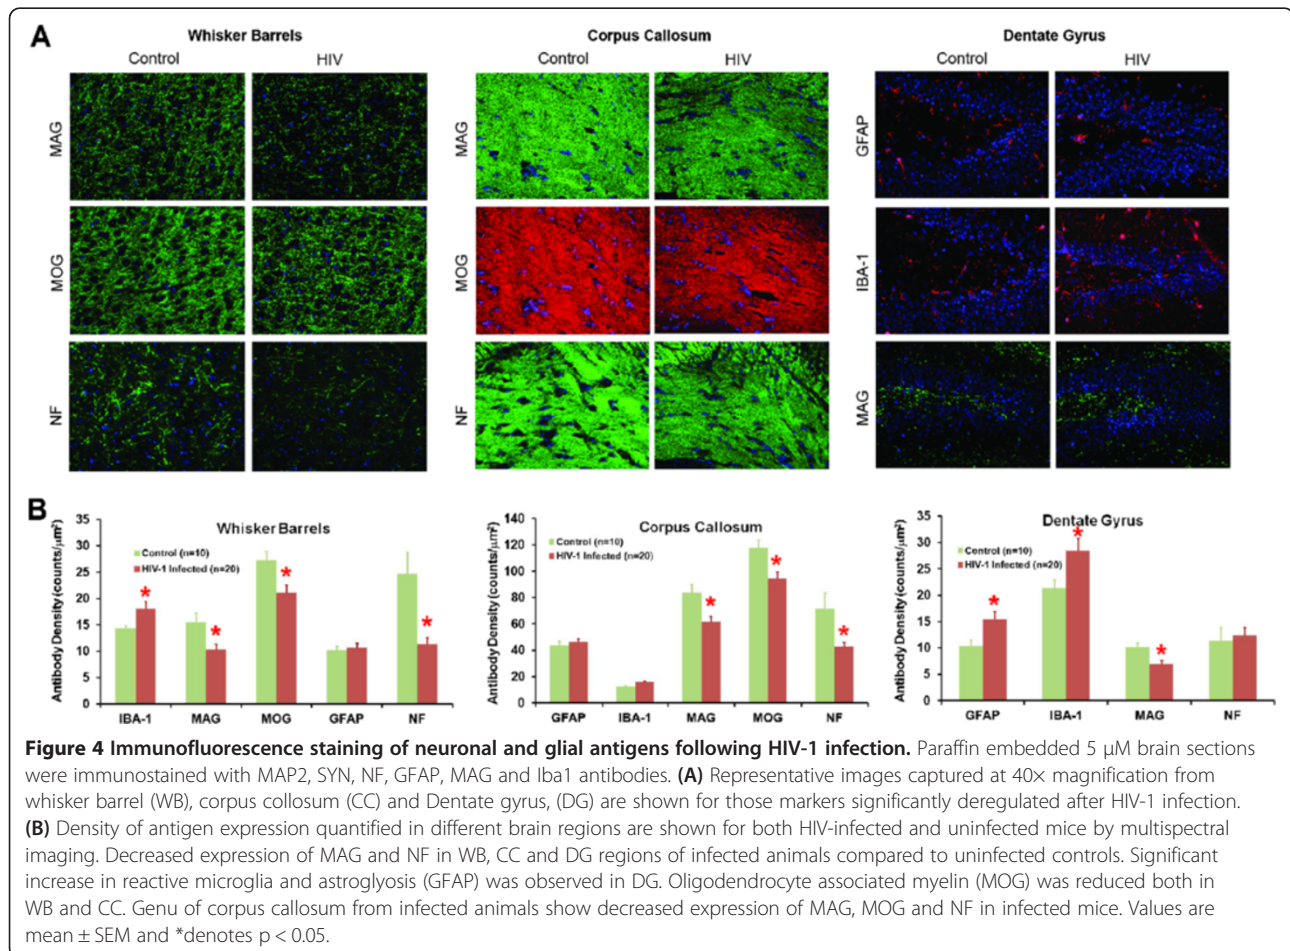 A
Whisker Barrels
Control
HIV
MAG
MOG
NF
Corpus Callosum
Control
HIV
MAG
MOG
NF
Dentate Gyrus
Control
HIV
GFAP
IBA-1
MAG
B
Whisker Barrels
Antibody Density (counts/µm²)
35
30
25
20
15
10
5
0
Control (n=10)
HIV-1 Infected (n=20)
*
*
*
*
IBA-1 MAG MOG GFAP NF
Corpus Callosum
Antibody Density (counts/µm²)
140
120
100
80
60
40
20
0
Control (n=10)
HIV-1 Infected (n=20)
*
*
*
GFAP IBA-1 MAG MOG NF
Dentate Gyrus
Antibody Density (counts/µm²)
35
30
25
20
15
10
5
0
Control (n=10)
HIV-1 Infected (n=20)
*
*
*
GFAP IBA-1 MAG NF
Figure 4 Immunofluorescence staining of neuronal and glial antigens following HIV-1 infection. Paraffin embedded 5 µM brain sections
were immunostained with MAP2, SYN, NF, GFAP, MAG and Iba1 antibodies. (A) Representative images captured at 40× magnification from
whisker barrel (WB), corpus collosum (CC) and Dentate gyrus, (DG) are shown for those markers significantly deregulated after HIV-1 infection.
(B) Density of antigen expression quantified in different brain regions are shown for both HIV-infected and uninfected mice by multispectral
imaging. Decreased expression of MAG and NF in WB, CC and DG regions of infected animals compared to uninfected controls. Significant
increase in reactive microglia and astroglyosis (GFAP) was observed in DG. Oligodendrocyte associated myelin (MOG) was reduced both in
WB and CC. Genu of corpus callosum from infected animals show decreased expression of MAG, MOG and NF in infected mice. Values are
mean ± SEM and *denotes p < 0.05.